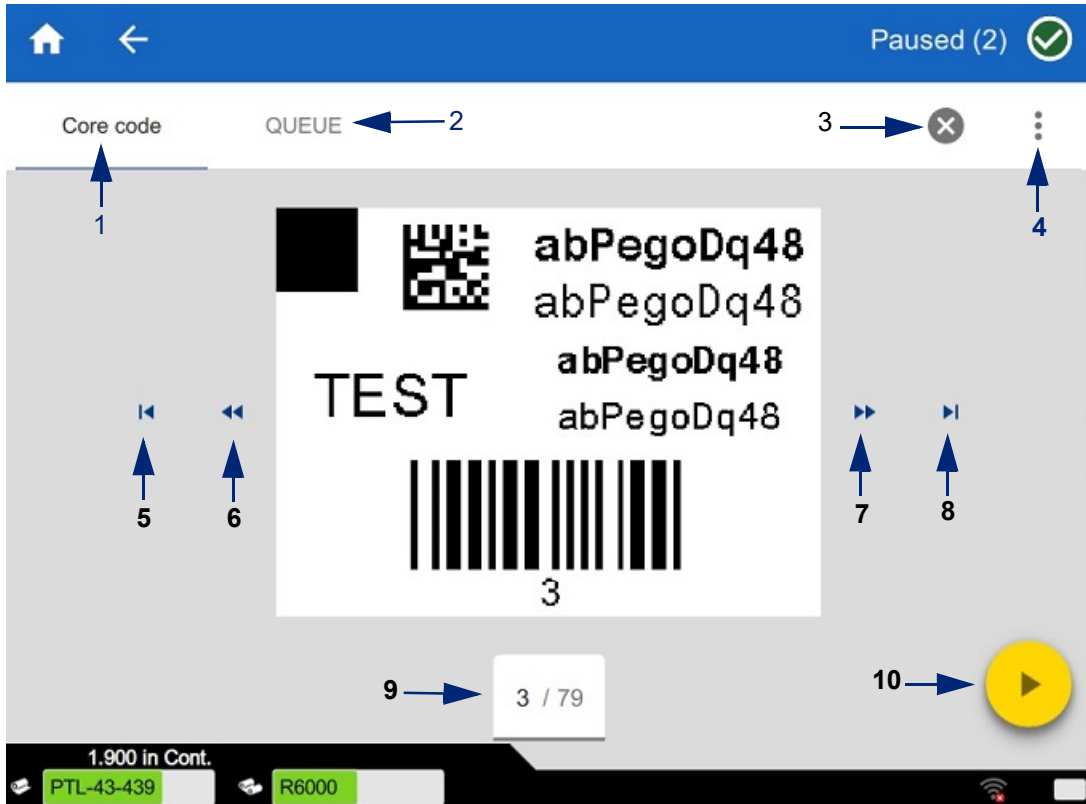 Paused (2)
Core code
QUEUE
2
3
1
4
abPegoDq48
abPegoDq48
abPegoDq48
TEST
abPegoDq48
5
6
7
8
3
9
3 / 79
10
1.900 in Cont.
PTL-43-439
R6000